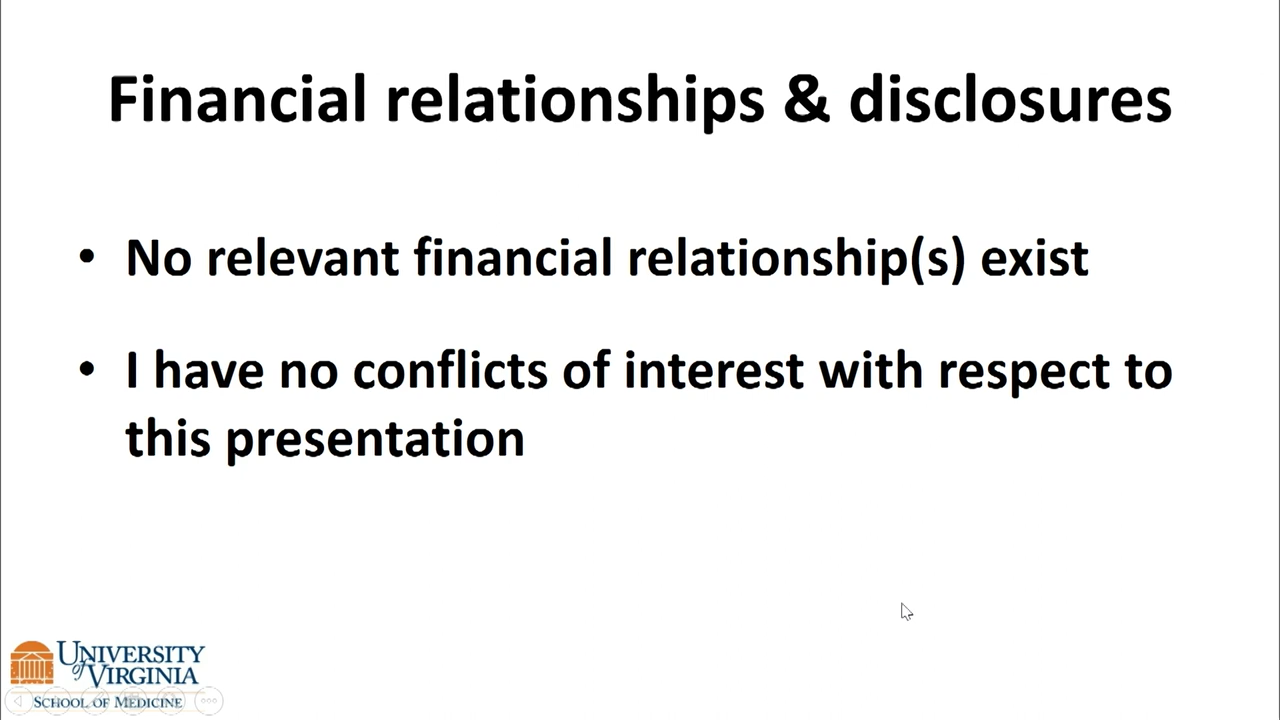 Financial relationships & disclosures
• No relevant financial relationship(s) exist
• I have no conflicts of interest with respect to
this presentation
UNIVERSITY
of VIRGINIA
SCHOOL OF MEDICINE